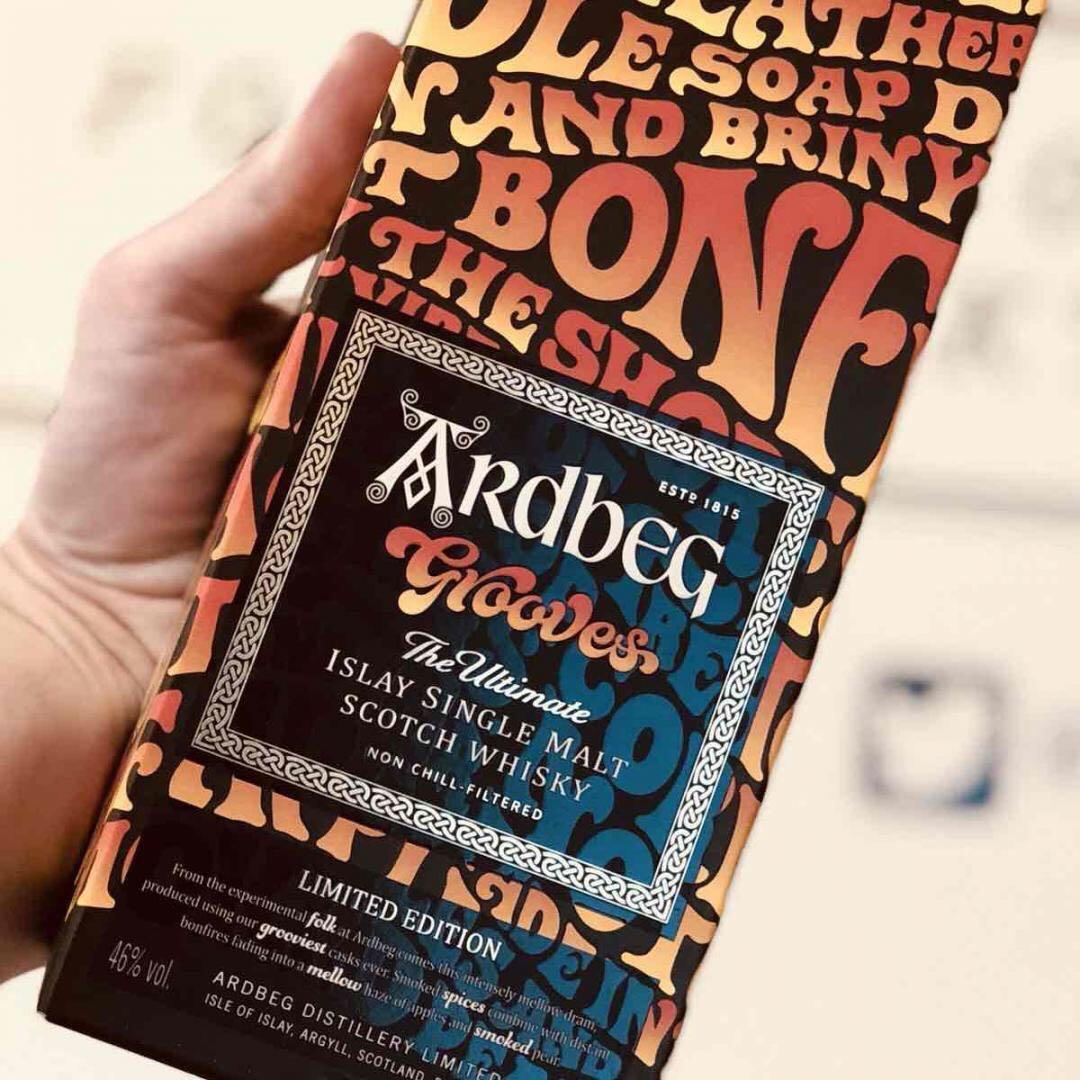 LEATHER
OLE SOAP D
Y AND BRINY
T BONF
THE SMO
ARDBEG
ESTD 1815
Grooves
The Ultimate
ISLAY SINGLE MALT
SCOTCH WHISKY
NON CHILL-FILTERED
LIMITED EDITION
From the experimental folk at Ardbeg comes this intensely mellow dram,
produced using our grooviest casks ever. Smoked spices combine with distant
bonfires fading into a mellow haze of apples and smoked pear.
46% vol.
ARDBEG DISTILLERY LIMITED
ISLE OF ISLAY, ARGYLL, SCOTLAND